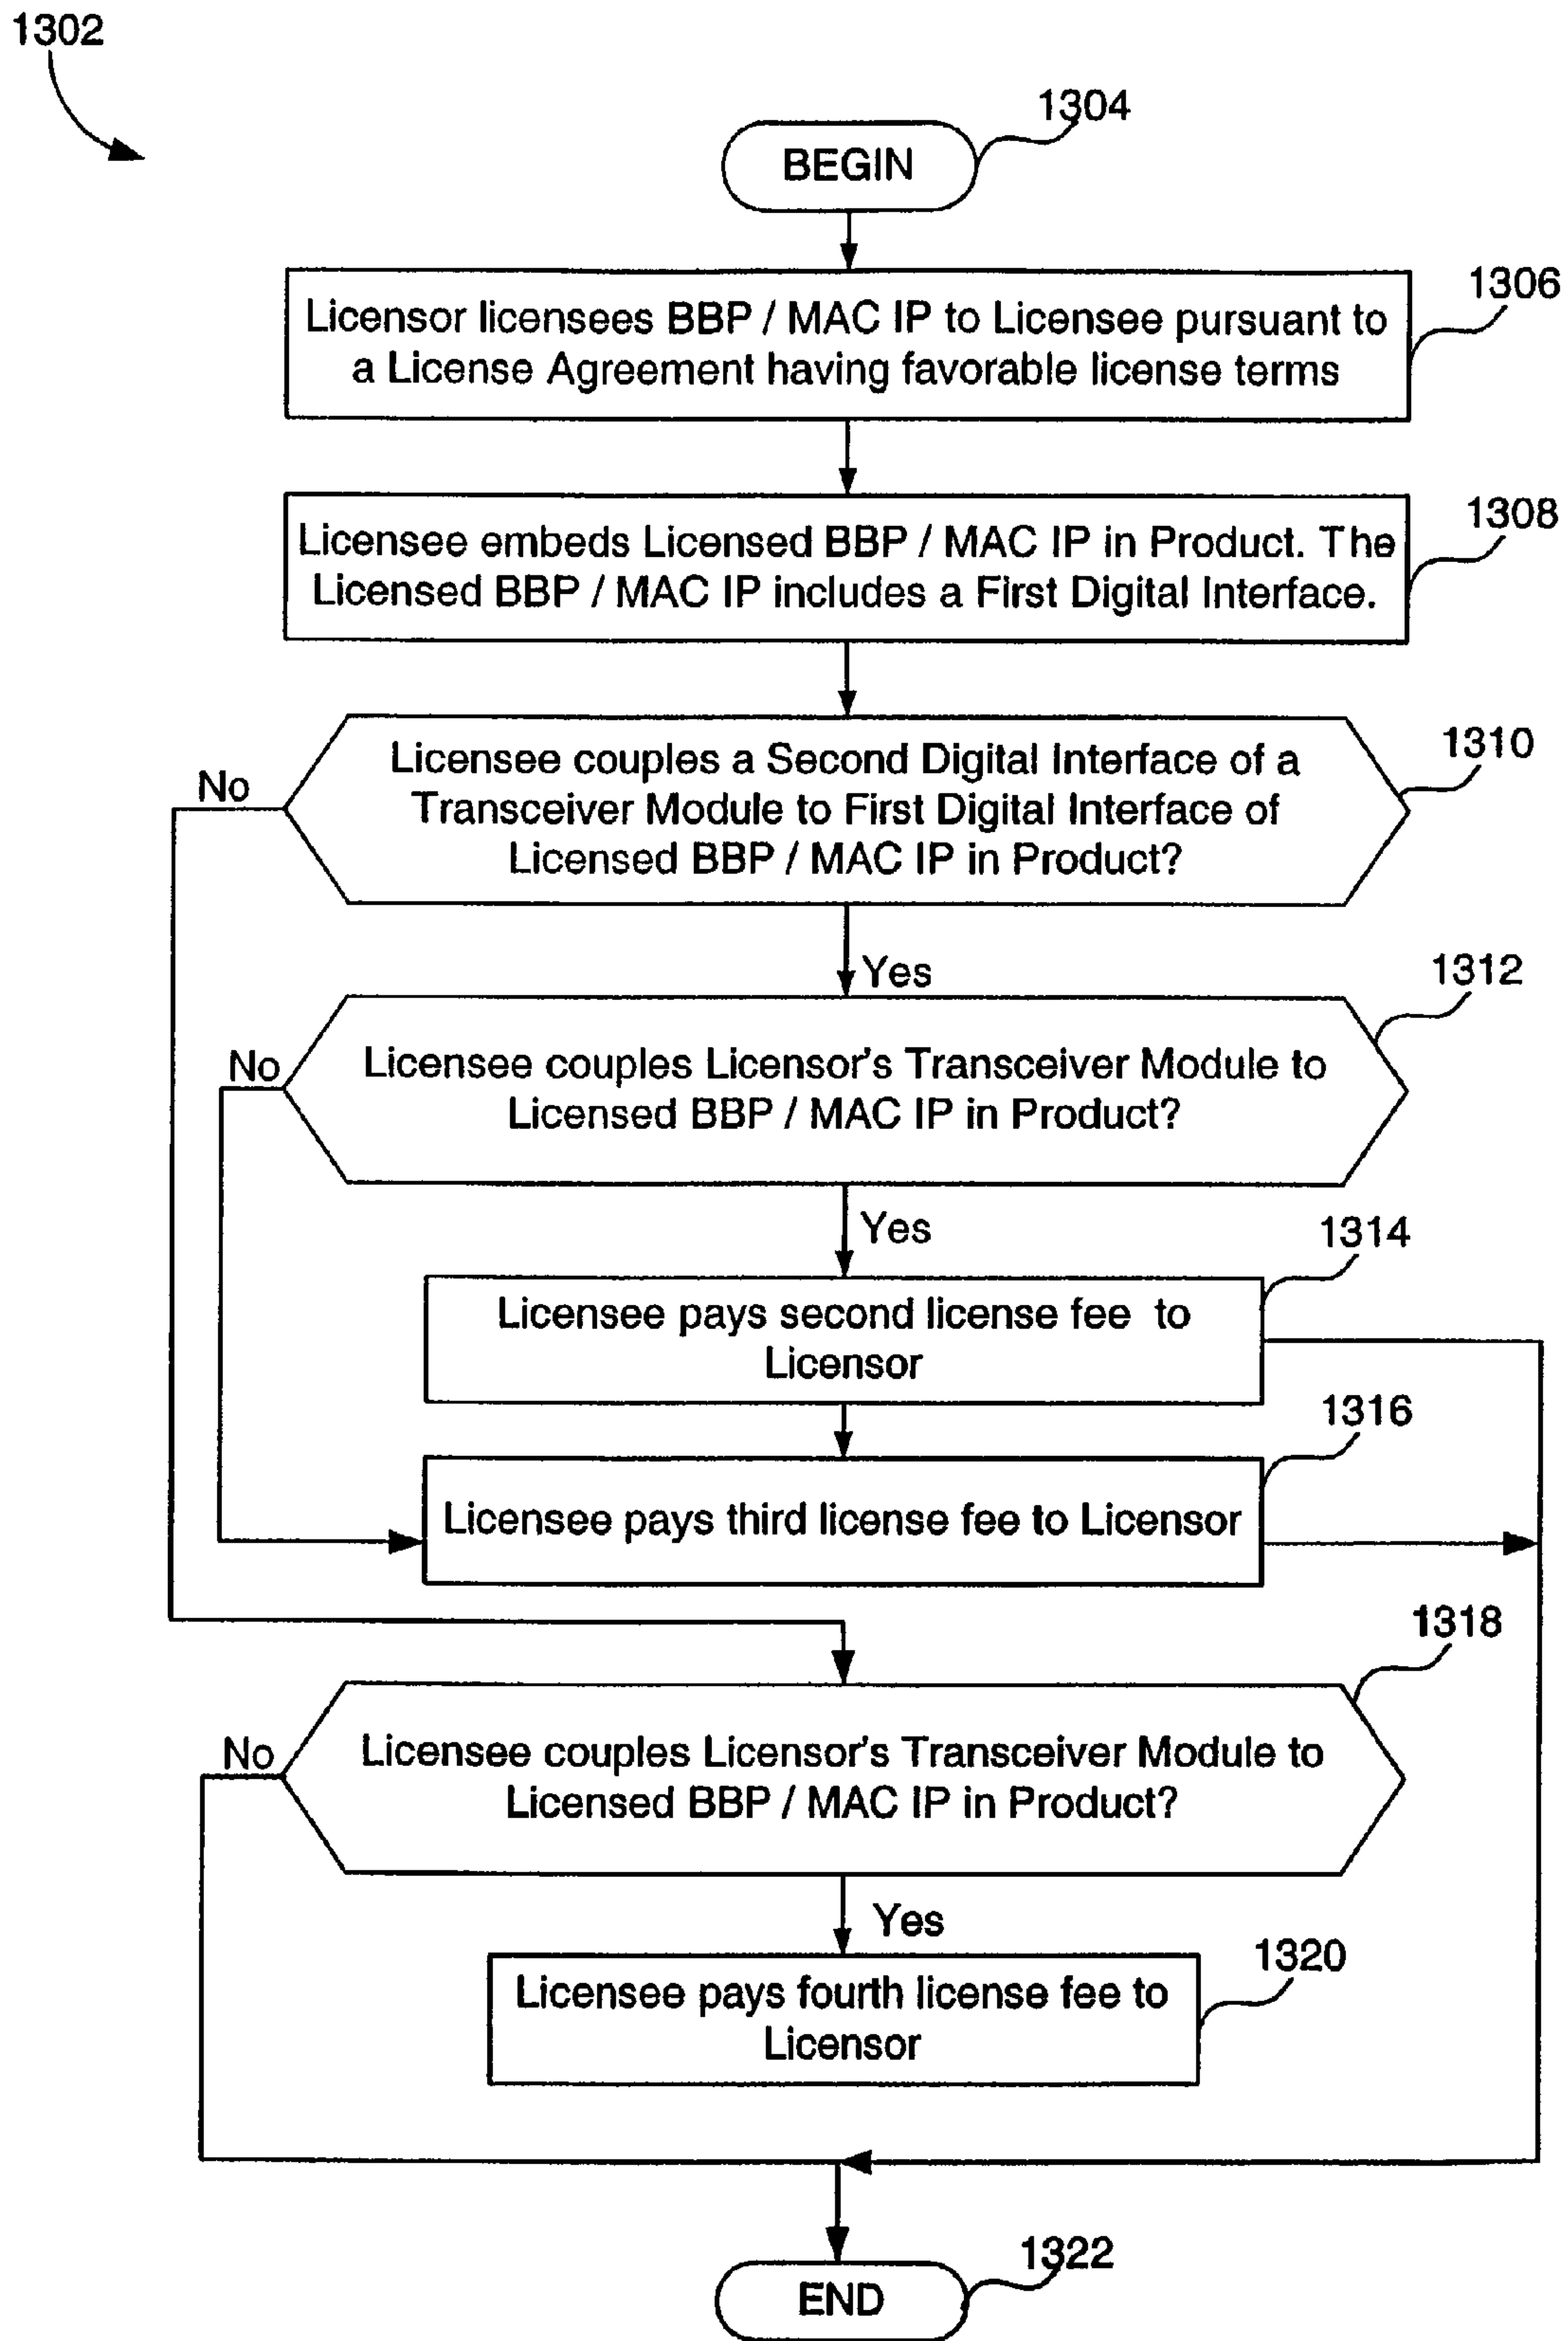 1302
1304
BEGIN
1306
Licensor licensees BBP / MAC IP to Licensee pursuant to
a License Agreement having favorable license terms
1308
Licensee embeds Licensed BBP / MAC IP in Product. The
Licensed BBP / MAC IP includes a First Digital Interface.
1310
No
Licensee couples a Second Digital Interface of a
Transceiver Module to First Digital Interface of
Licensed BBP / MAC IP in Product?
Yes
1312
No
Licensee couples Licensor's Transceiver Module to
Licensed BBP / MAC IP in Product?
Yes
1314
Licensee pays second license fee to
Licensor
1316
Licensee pays third license fee to Licensor
1318
No
Licensee couples Licensor's Transceiver Module to
Licensed BBP / MAC IP in Product?
Yes
1320
Licensee pays fourth license fee to
Licensor
1322
END